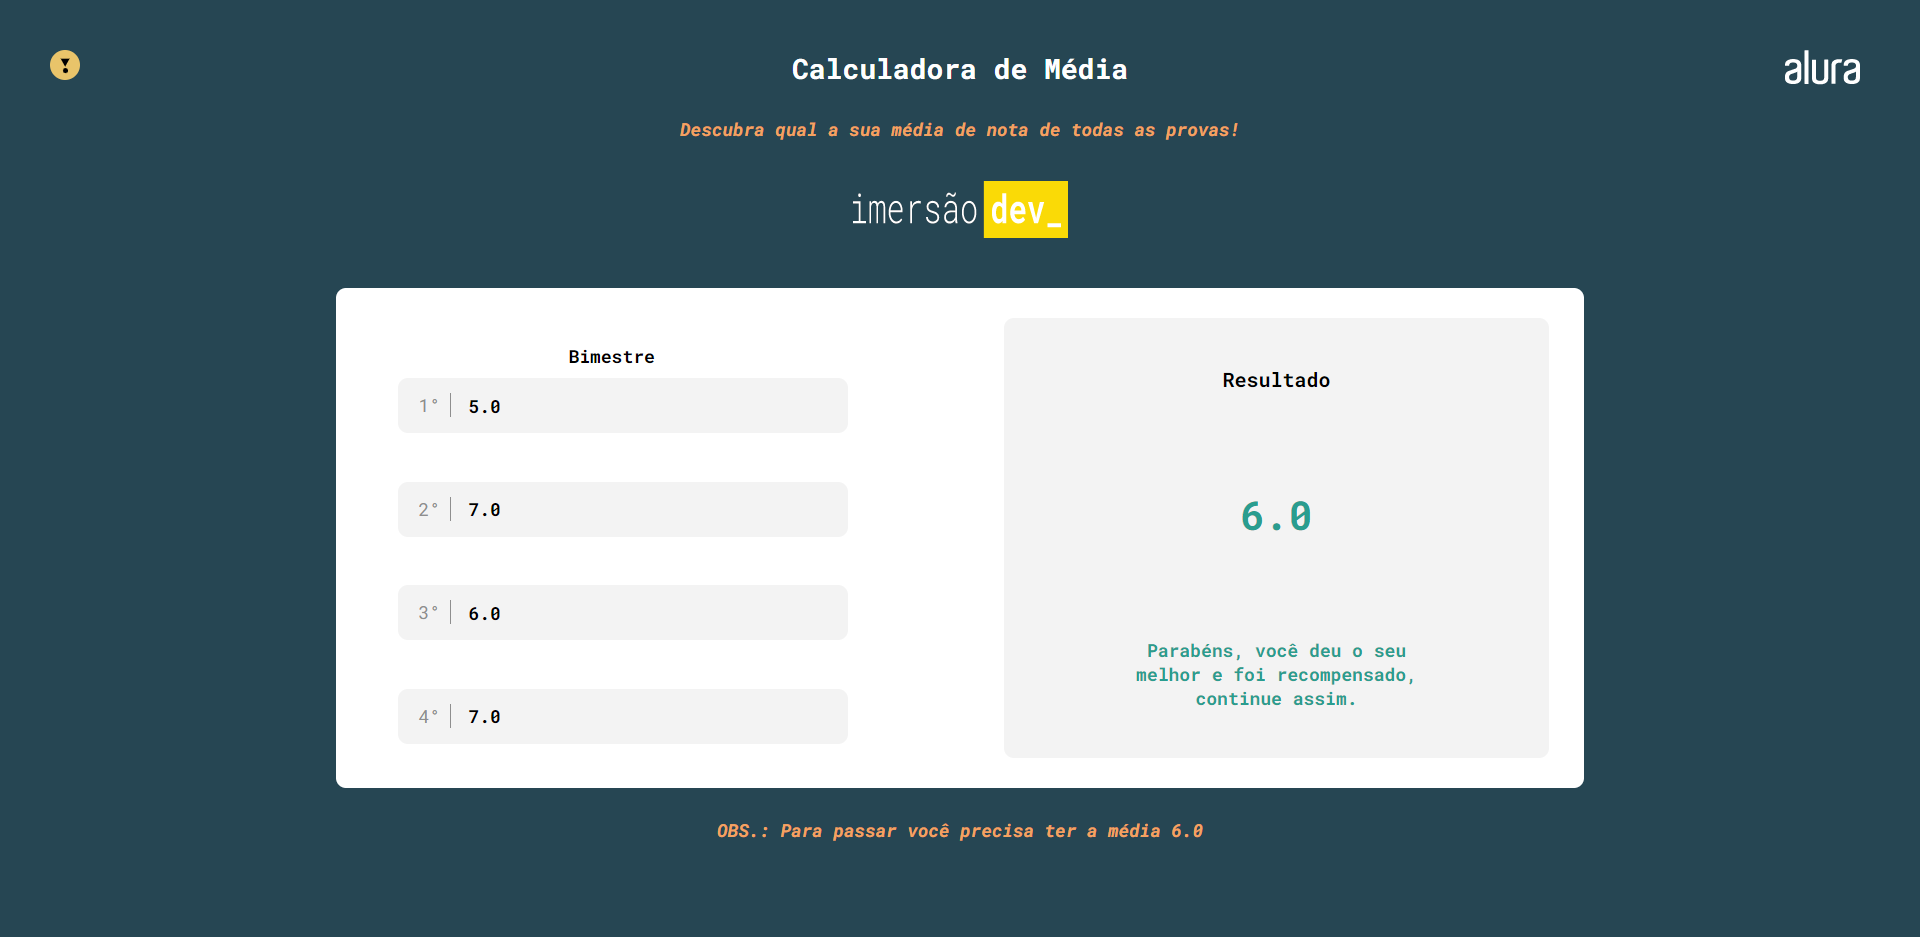 Calculadora de Média
alura
Descubra qual a sua média de nota de todas as provas!
imersão dev_
Bimestre
1° 5.0
2° 7.0
3° 6.0
4° 7.0
Resultado
6.0
Parabéns, você deu o seu
melhor e foi recompensado,
continue assim.
OBS.: Para passar você precisa ter a média 6.0